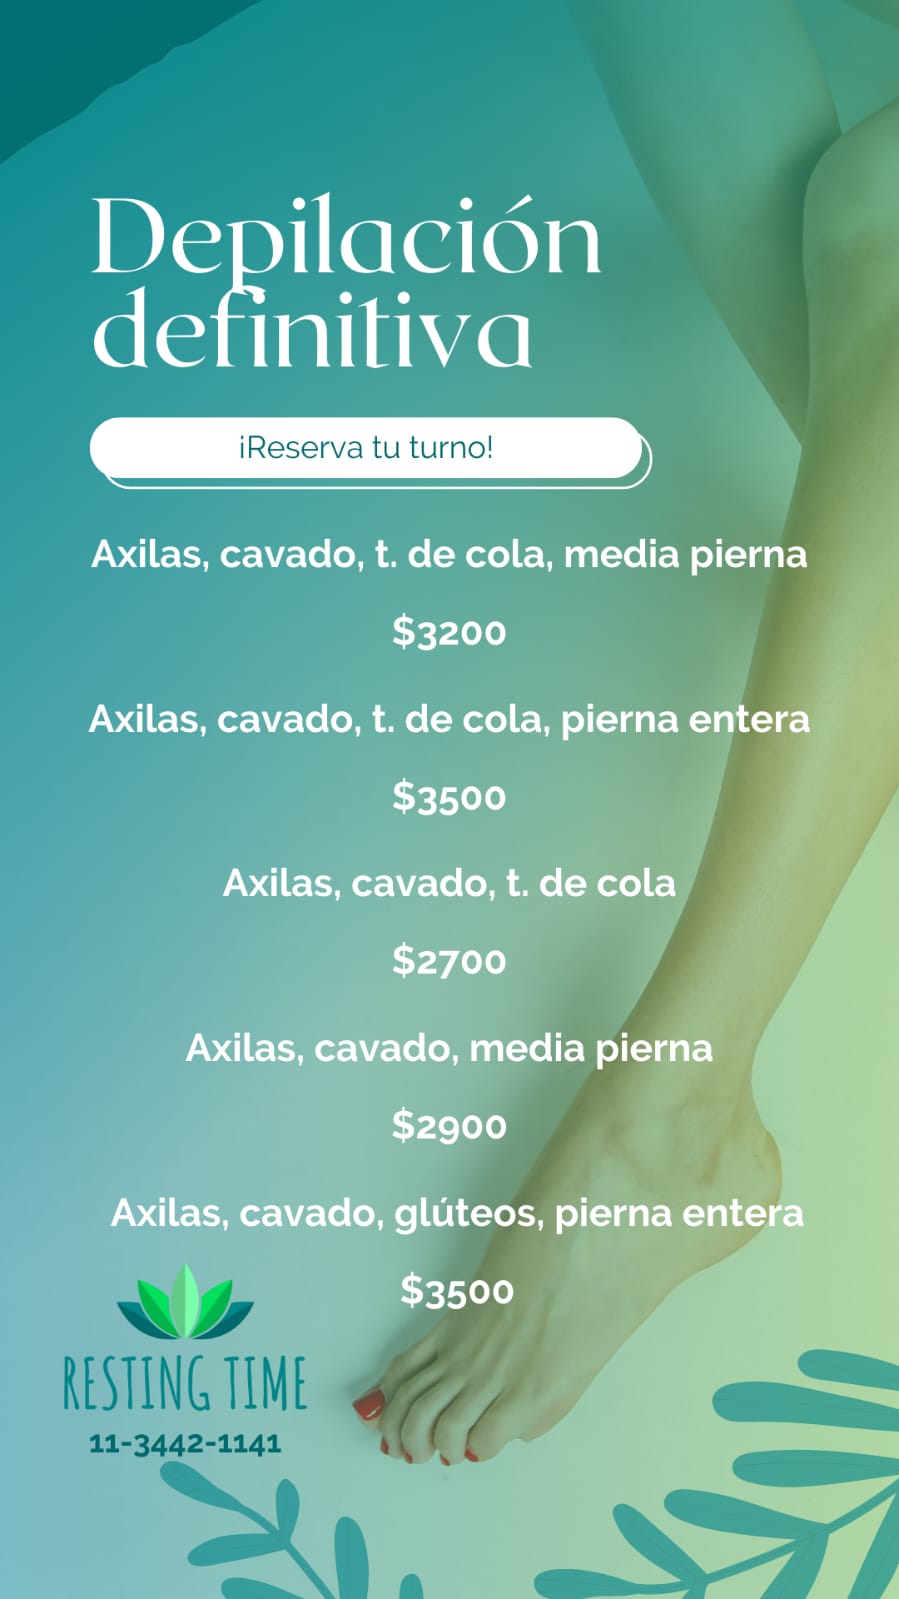 Depilación
definitiva
¡Reserva tu turno!
Axilas, cavado, t. de cola, media pierna
$3200
Axilas, cavado, t. de cola, pierna entera
$3500
Axilas, cavado, t. de cola
$2700
Axilas, cavado, media pierna
$2900
Axilas, cavado, glúteos, pierna entera
$3500
RESTING TIME
11-3442-1141